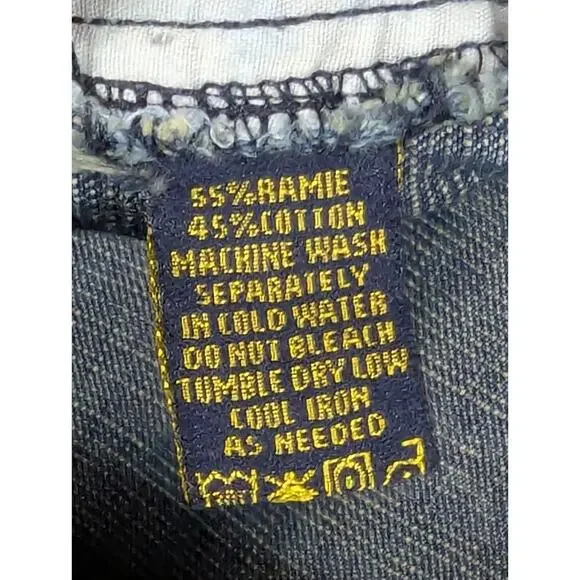 55%RAMIE
45%COTTON
MACHINE WASH
SEPARATELY
IN COLD WATER
DO NOT BLEACH
TUMBLE DRY LOW
COOL IRON
AS NEEDED